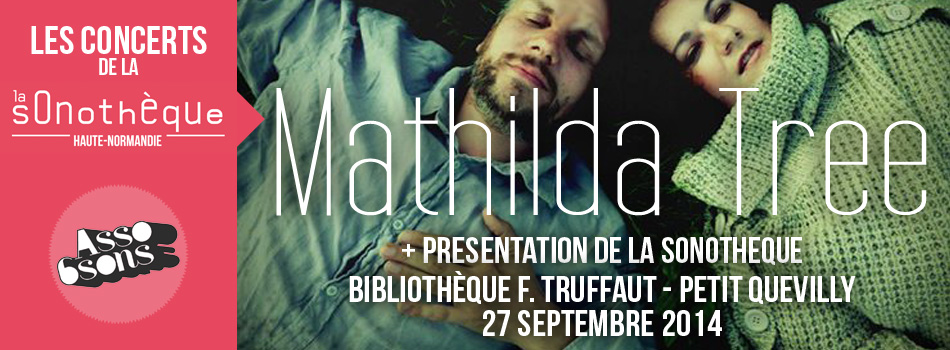 LES CONCERTS
DE LA
la
sOnothèque
HAUTE-NORMANDIE
Asso
6sons
Mathilda Tree
+ PRESENTATION DE LA SONOTHEQUE
BIBLIOTHÈQUE F. TRUFFAUT - PETIT QUEVILLY
27 SEPTEMBRE 2014